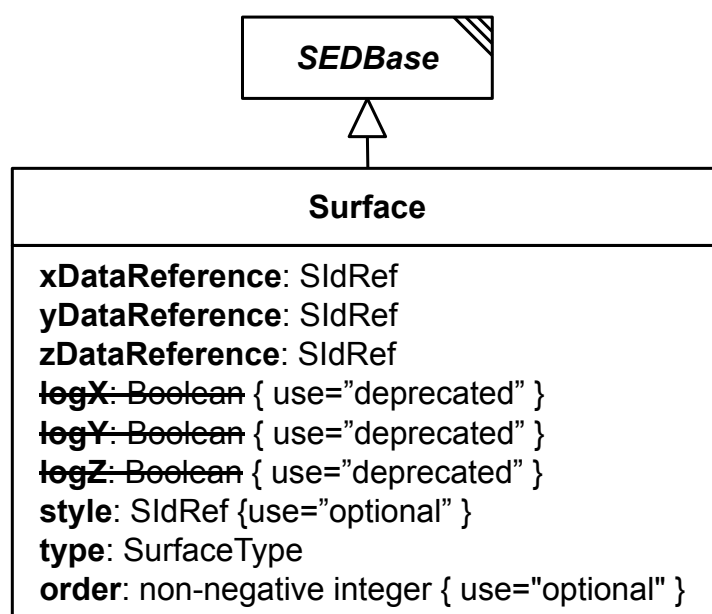 SEDBase
Surface
xDataReference: SIdRef
yDataReference: SIdRef
zDataReference: SIdRef
logX: Boolean { use=”deprecated” }
logY: Boolean { use=”deprecated” }
logZ: Boolean { use=”deprecated” }
style: SIdRef {use=”optional” }
type: SurfaceType
order: non-negative integer { use="optional" }